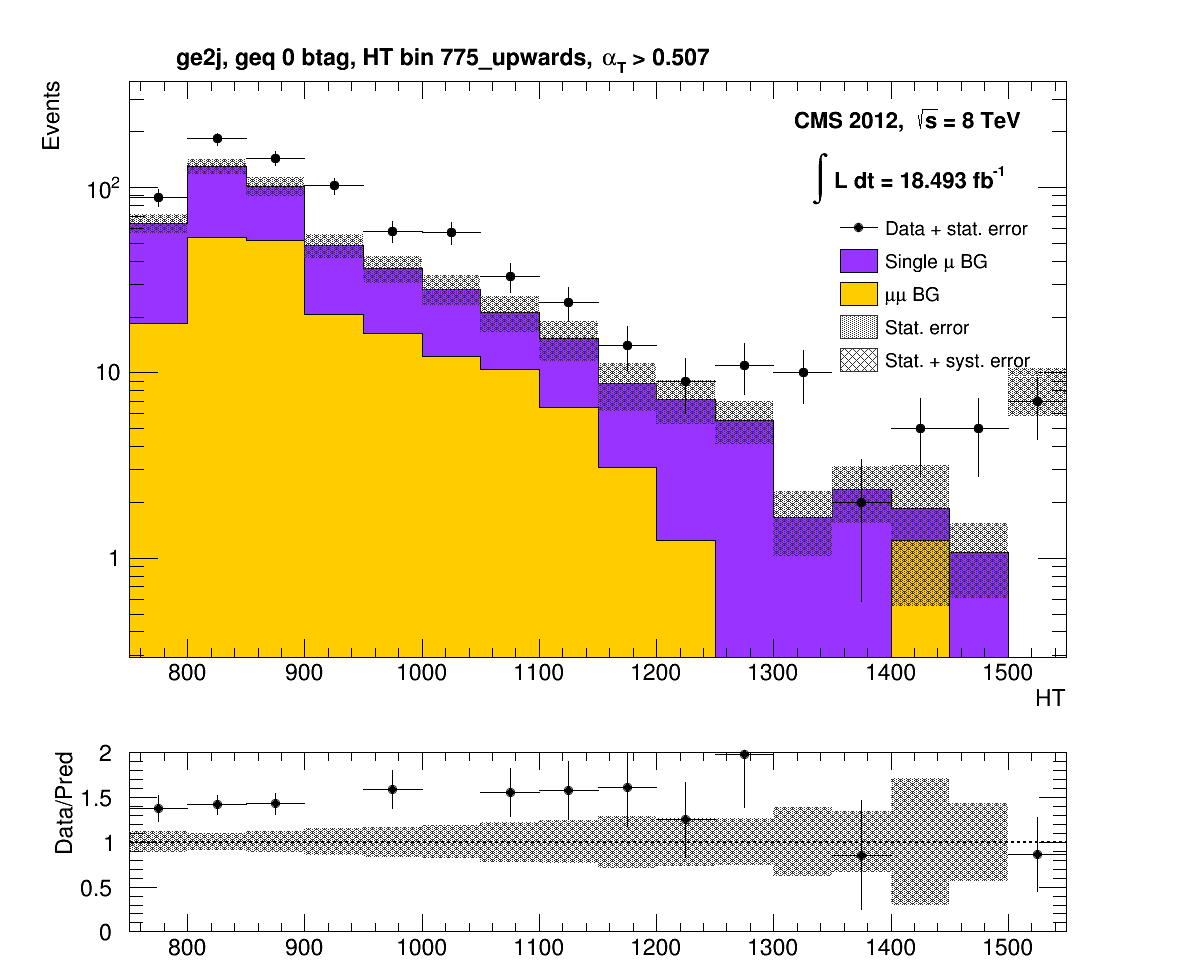 ge2j, geq 0 btag, HT bin 775_upwards, α_T > 0.507
Events
CMS 2012, √s = 8 TeV
∫ L dt = 18.493 fb⁻¹
Data + stat. error
Single μ BG
μμ BG
Stat. error
Stat. + syst. error
10²
10
1
800 900 1000 1100 1200 1300 1400 1500
HT
Data/Pred
2
1.5
1
0.5
0
800 900 1000 1100 1200 1300 1400 1500